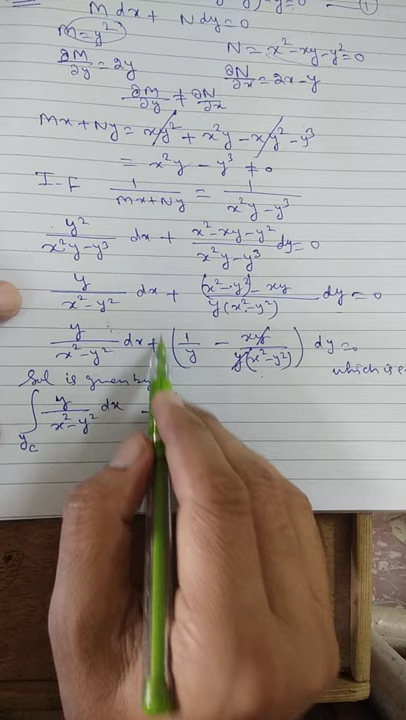 y) - y = 0 - ①
M dx + N dy = 0
M = y² N = x² - xy - y² = 0
∂M/∂y = 2y ∂N/∂x = 2x - y
∂M/∂y ≠ ∂N/∂x
Mx + Ny = xy² + x²y - xy² - y³
= x²y - y³ ≠ 0
I-F 1/(Mx+Ny) = 1/(x²y - y³)
y²/(x²y - y³) dx + (x² - xy - y²)/(x²y - y³) dy = 0
y/(x² - y²) dx + ((x² - y²) - xy)/(y(x² - y²)) dy = 0
y/(x² - y²) dx + (1/y - xy/(y(x² - y²))) dy = 0
which is e
Sol is given by
∫ y/(x² - y²) dx
yc